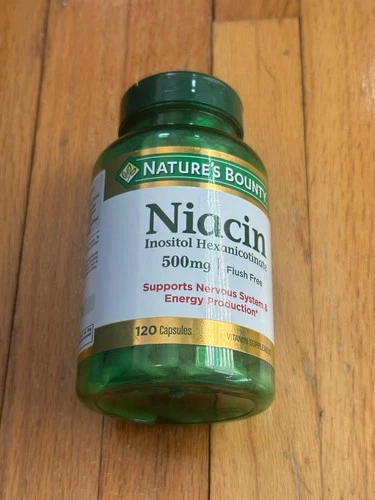 NATURE'S BOUNTY
Niacin
Inositol Hexanicotinate
500mg | Flush Free
Supports Nervous System &
Energy Production*
120 Capsules
VITAMIN SUPPLEMENT